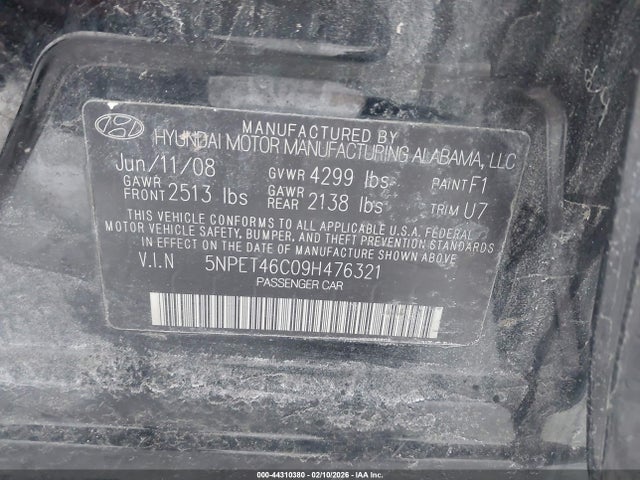 MANUFACTURED BY
HYUNDAI MOTOR MANUFACTURING ALABAMA, LLC
Jun/11/08 GVWR 4299 lbs PAINT F1
GAWR FRONT 2513 lbs GAWR REAR 2138 lbs TRIM U7
THIS VEHICLE CONFORMS TO ALL APPLICABLE U.S.A. FEDERAL
MOTOR VEHICLE SAFETY, BUMPER, AND THEFT PREVENTION STANDARDS
IN EFFECT ON THE DATE OF MANUFACTURE SHOWN ABOVE
V.I.N 5NPET46C09H476321
PASSENGER CAR
000-44310380 - 02/10/2026 - IAA, Inc.